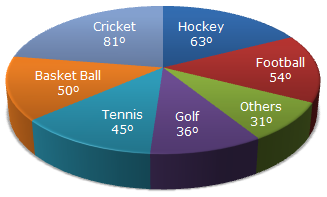 Cricket
81º
Hockey
63º
Football
54º
Others
31º
Golf
36º
Tennis
45º
Basket Ball
50º